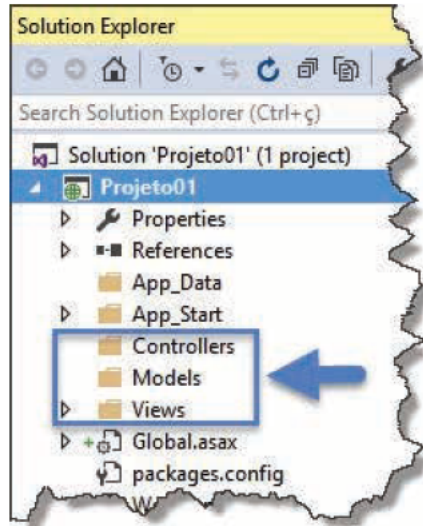 Solution Explorer
Search Solution Explorer (Ctrl+ç)
Solution 'Projeto01' (1 project)
Projeto01
Properties
References
App_Data
App_Start
Controllers
Models
Views
Global.asax
packages.config